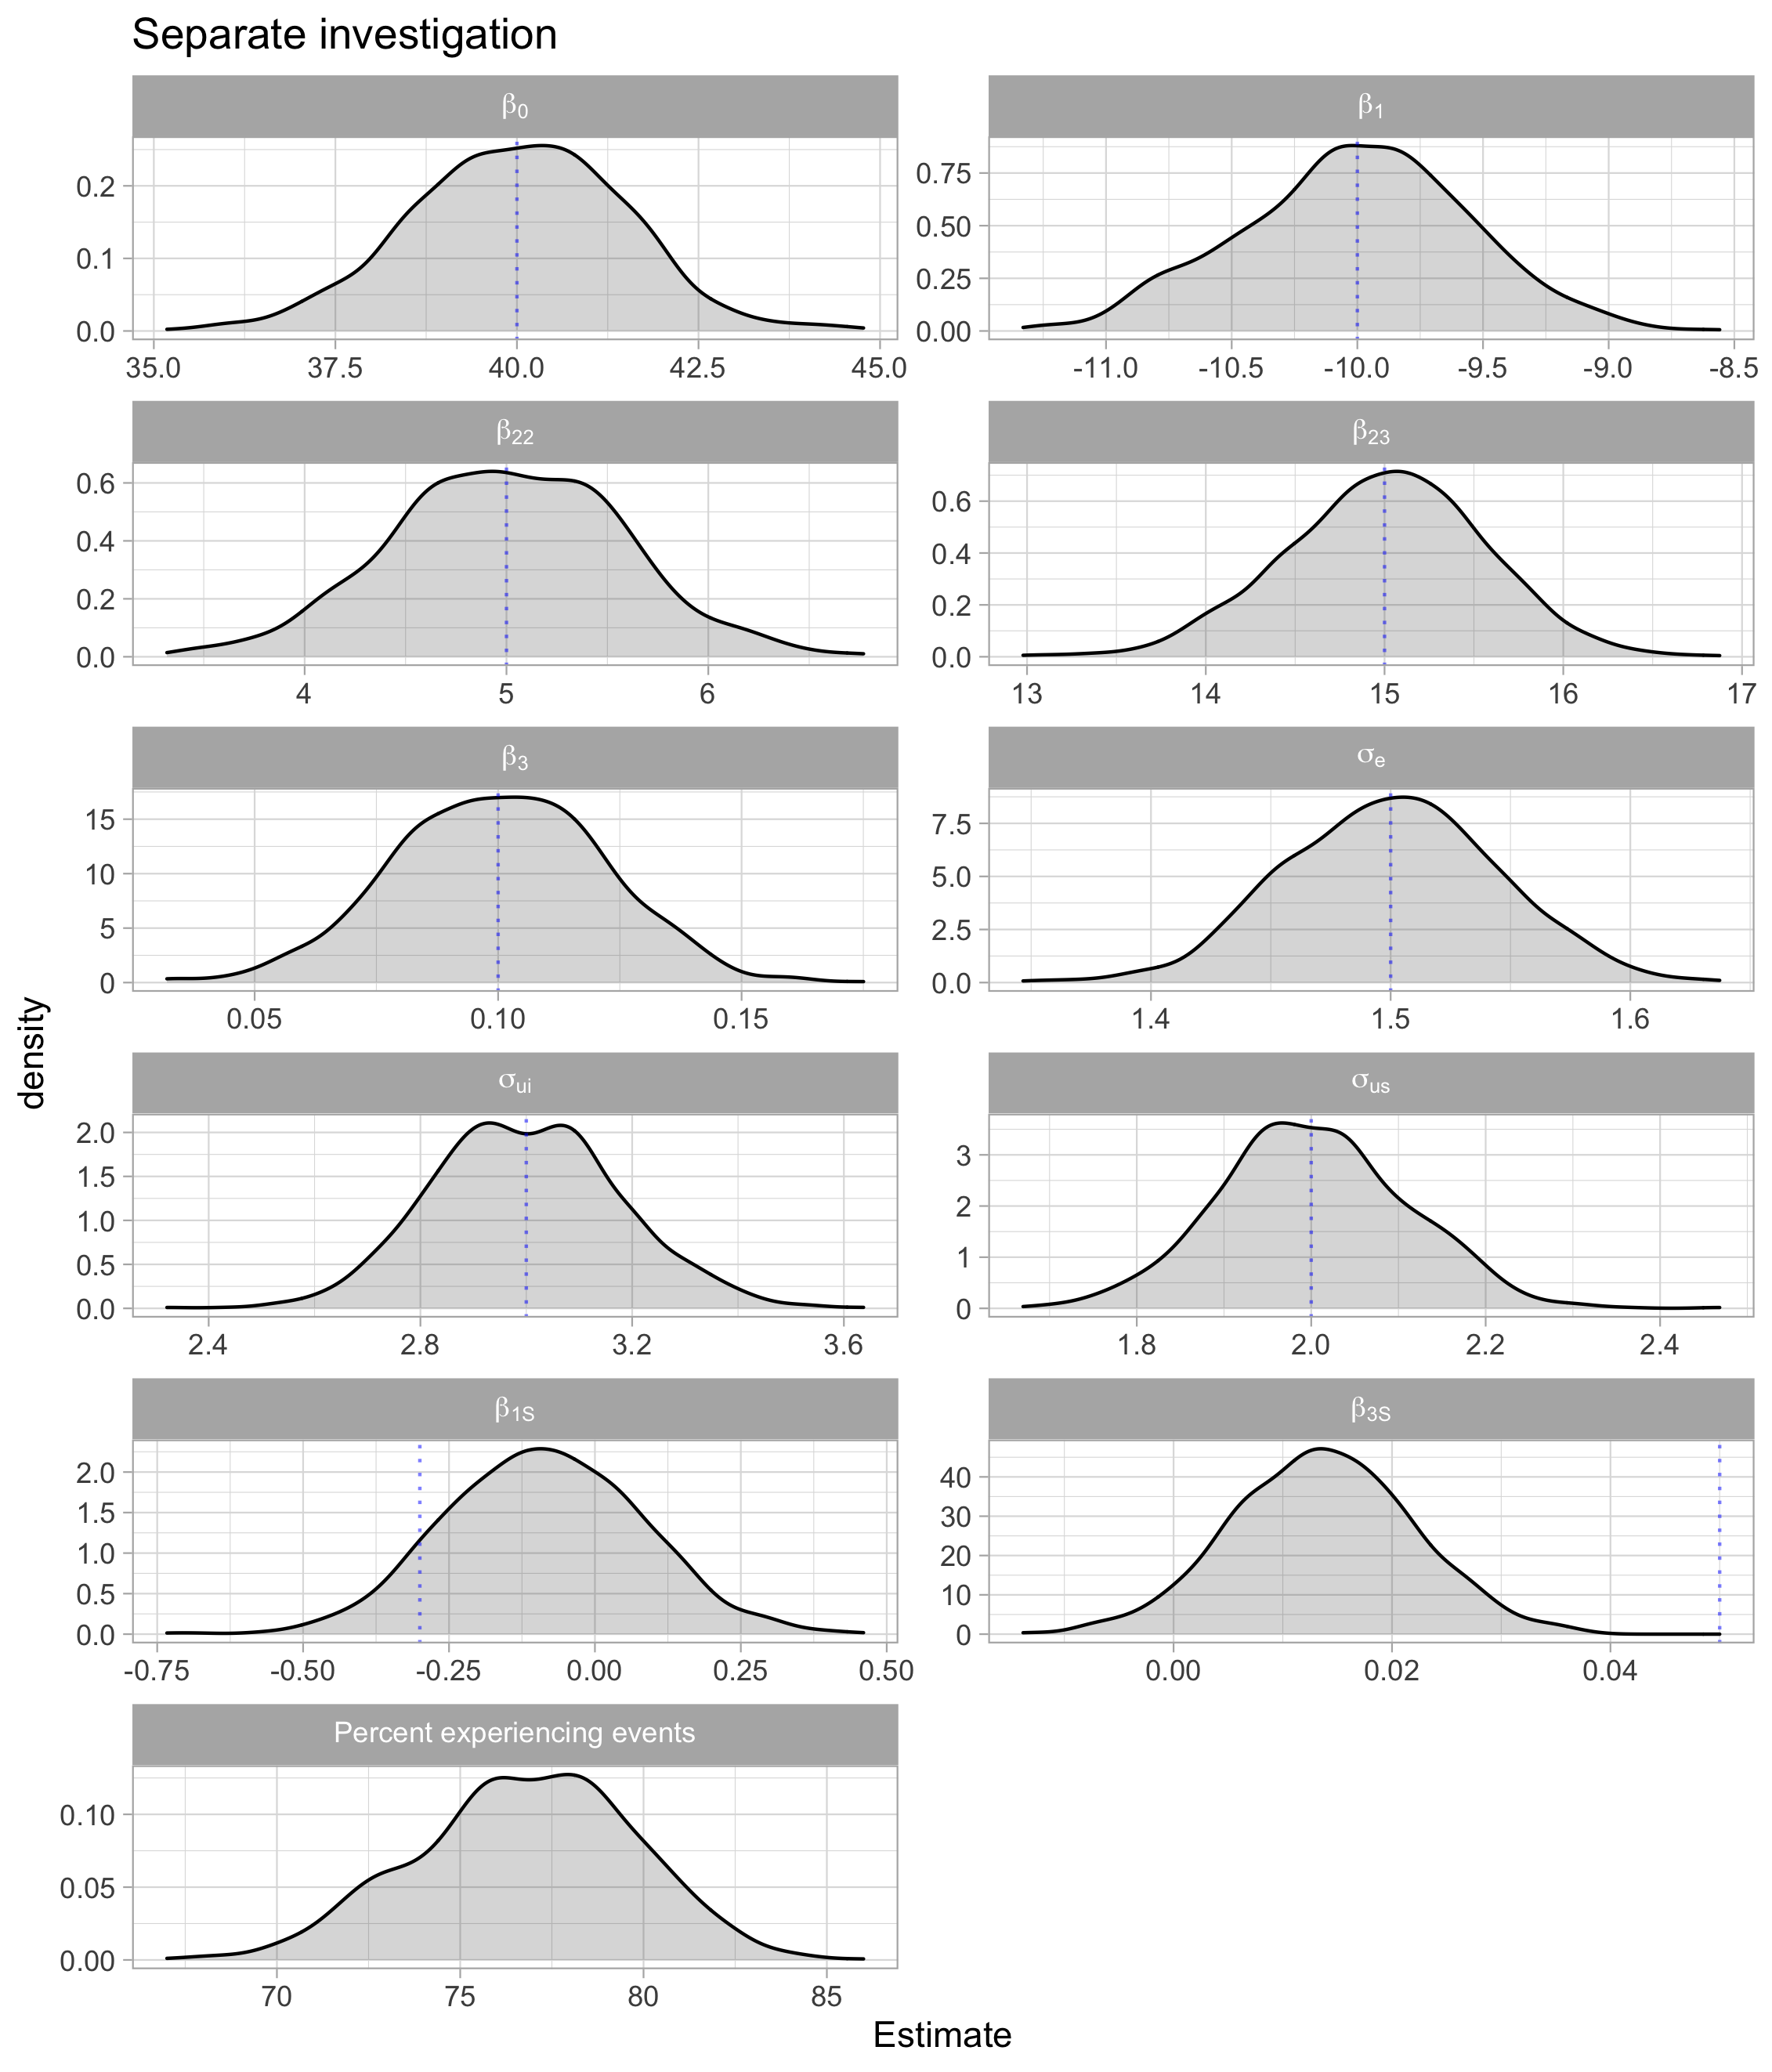 Separate investigation
β0 β1
0.2 0.1 0.0 0.75 0.50 0.25 0.00
35.0 37.5 40.0 42.5 45.0 -11.0 -10.5 -10.0 -9.5 -9.0 -8.5
β22 β23
0.6 0.4 0.2 0.0 0.6 0.4 0.2 0.0
4 5 6 13 14 15 16 17
β3 σe
15 10 5 0 7.5 5.0 2.5 0.0
0.05 0.10 0.15 1.4 1.5 1.6
σui σus
2.0 1.5 1.0 0.5 0.0 3 2 1 0
2.4 2.8 3.2 3.6 1.8 2.0 2.2 2.4
β1S β3S
2.0 1.5 1.0 0.5 0.0 40 30 20 10 0
-0.75 -0.50 -0.25 0.00 0.25 0.50 0.00 0.02 0.04
Percent experiencing events
0.10 0.05 0.00
70 75 80 85
density
Estimate